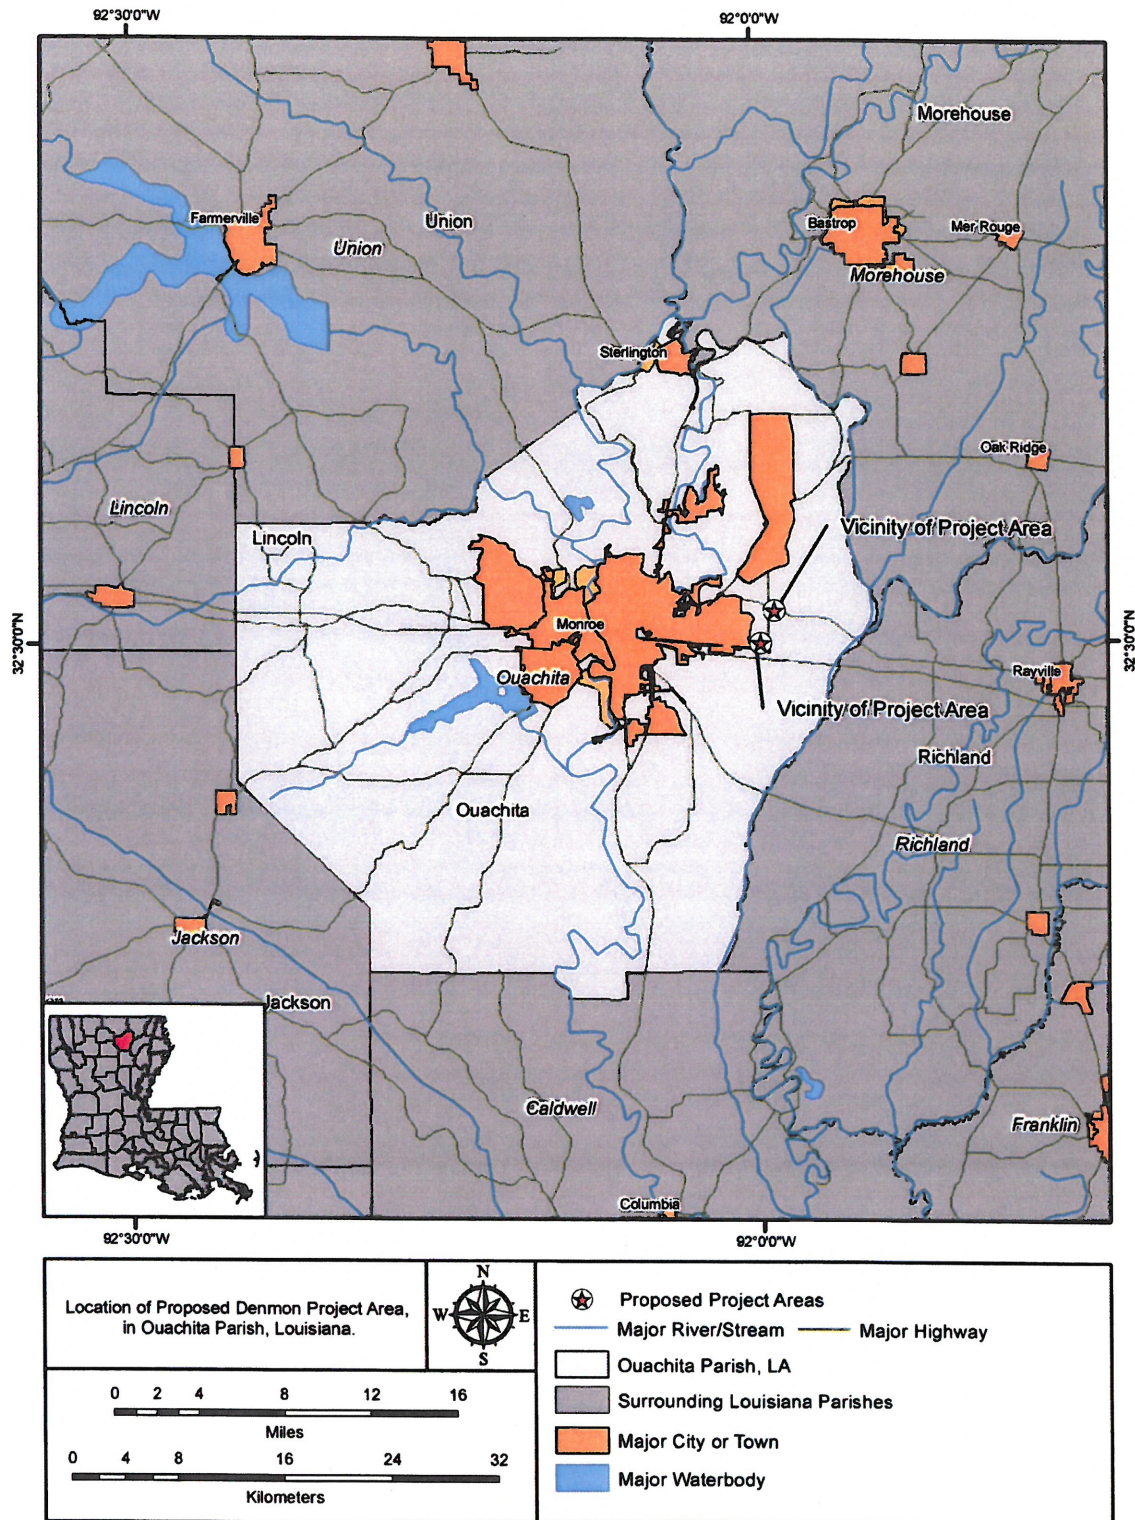 92°30'0"W
92°0'0"W
Morehouse
Farmerville
Union
Union
Bastrop
Mer Rouge
Morehouse
Sterlington
Oak Ridge
Lincoln
Lincoln
Vicinity of Project Area
Monroe
32°30'0"N
32°30'0"N
Ouachita
Rayville
Vicinity of Project Area
Richland
Ouachita
Richland
Jackson
Jackson
Caldwell
Franklin
Columbia
92°30'0"W
92°0'0"W
Location of Proposed Denmon Project Area,
in Ouachita Parish, Louisiana.
N
W
E
S
0 2 4 8 12 16
Miles
0 4 8 16 24 32
Kilometers
Proposed Project Areas
Major River/Stream
Major Highway
Ouachita Parish, LA
Surrounding Louisiana Parishes
Major City or Town
Major Waterbody